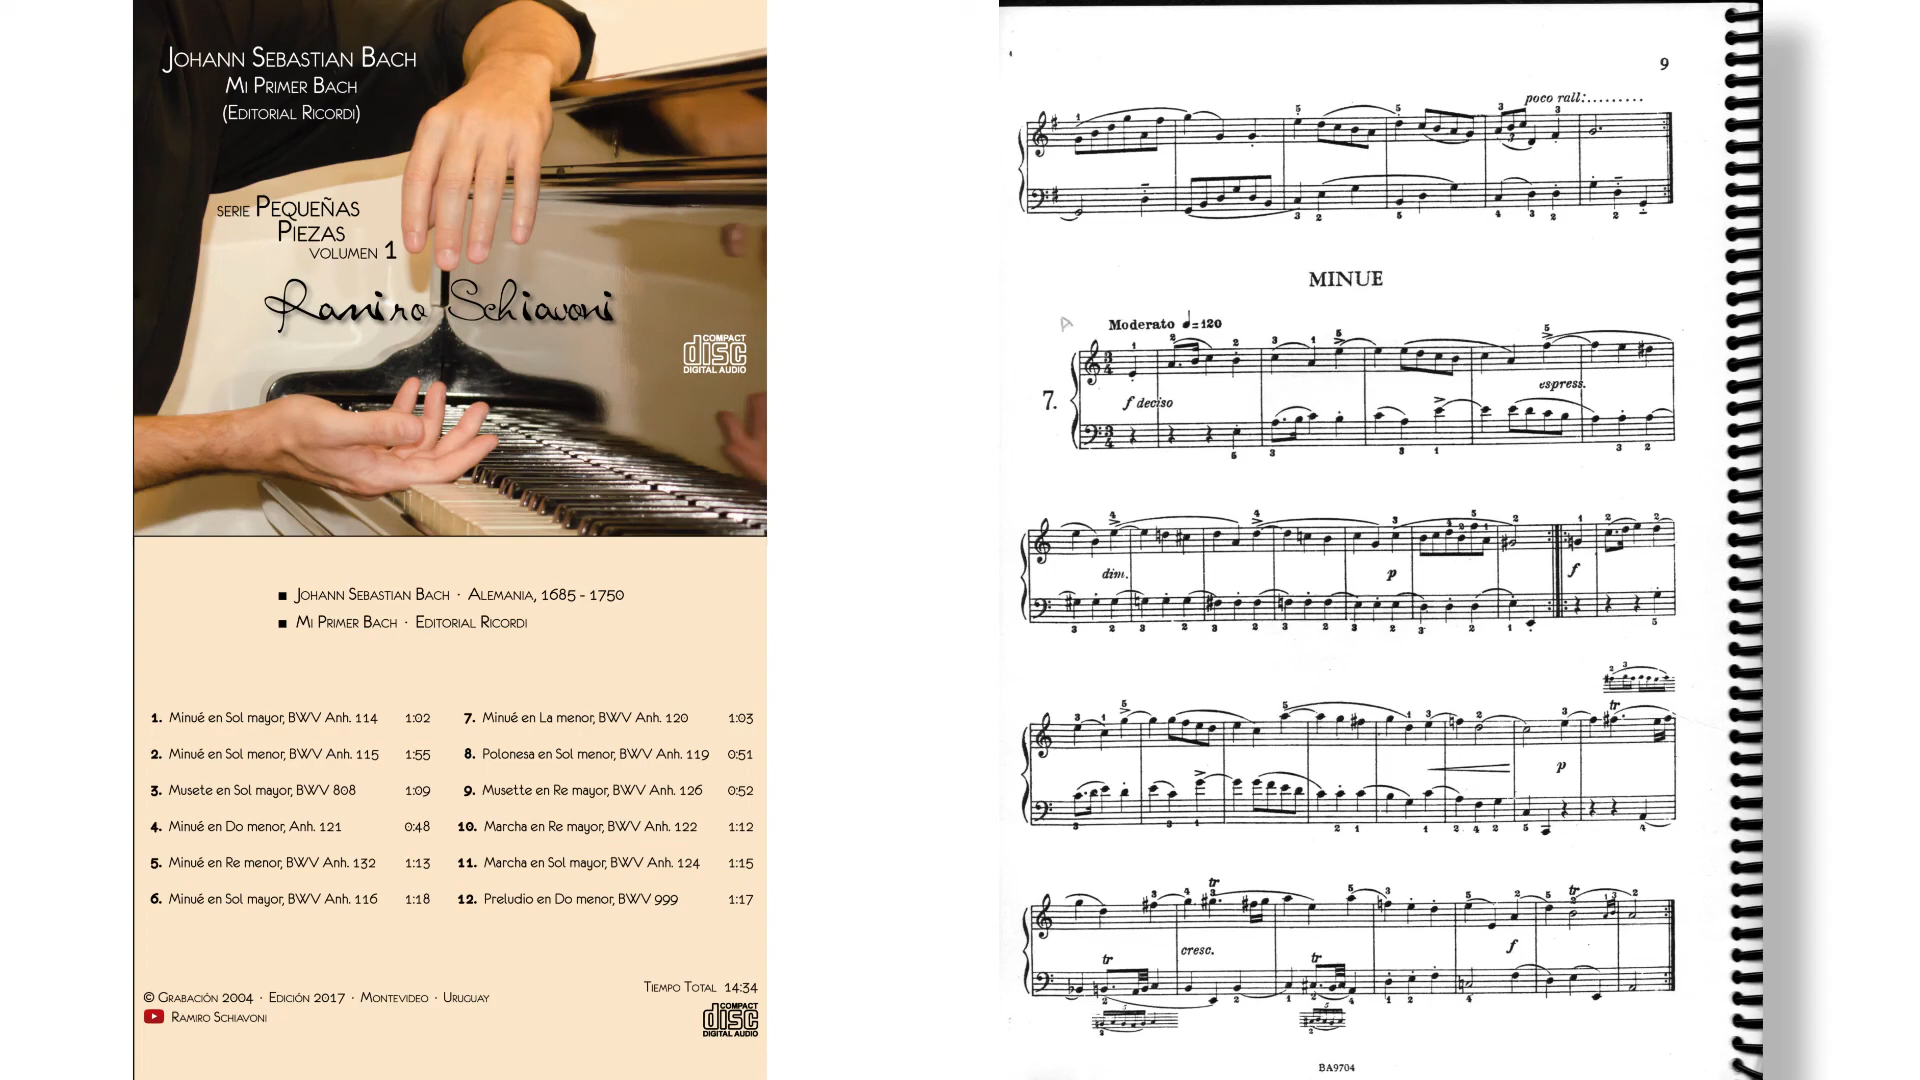 JOHANN SEBASTIAN BACH
MI PRIMER BACH
(EDITORIAL RICORDI)
SERIE PEQUEÑAS
PIEZAS
VOLUMEN 1
Ramiro Schiavoni
COMPACT
disc
DIGITAL AUDIO
■ JOHANN SEBASTIAN BACH · ALEMANIA, 1685 - 1750
■ MI PRIMER BACH · EDITORIAL RICORDI
1. Minué en Sol mayor, BWV Anh. 114 1:02
2. Minué en Sol menor, BWV Anh. 115 1:55
3. Musete en Sol mayor, BWV 808 1:09
4. Minué en Do menor, Anh. 121 0:48
5. Minué en Re menor, BWV Anh. 132 1:13
6. Minué en Sol mayor, BWV Anh. 116 1:18
7. Minué en La menor, BWV Anh. 120 1:03
8. Polonesa en Sol menor, BWV Anh. 119 0:51
9. Musette en Re mayor, BWV Anh. 126 0:52
10. Marcha en Re mayor, BWV Anh. 122 1:12
11. Marcha en Sol mayor, BWV Anh. 124 1:15
12. Preludio en Do menor, BWV 999 1:17
TIEMPO TOTAL 14:34
© GRABACIÓN 2004 · EDICIÓN 2017 · MONTEVIDEO · URUGUAY
RAMIRO SCHIAVONI
COMPACT
disc
DIGITAL AUDIO
9
poco rall:.........
MINUE
A
Moderato ♩=120
7.
f deciso
espress.
dim.
p
f
tr
p
tr
tr
cresc.
f
tr
tr
BA9704